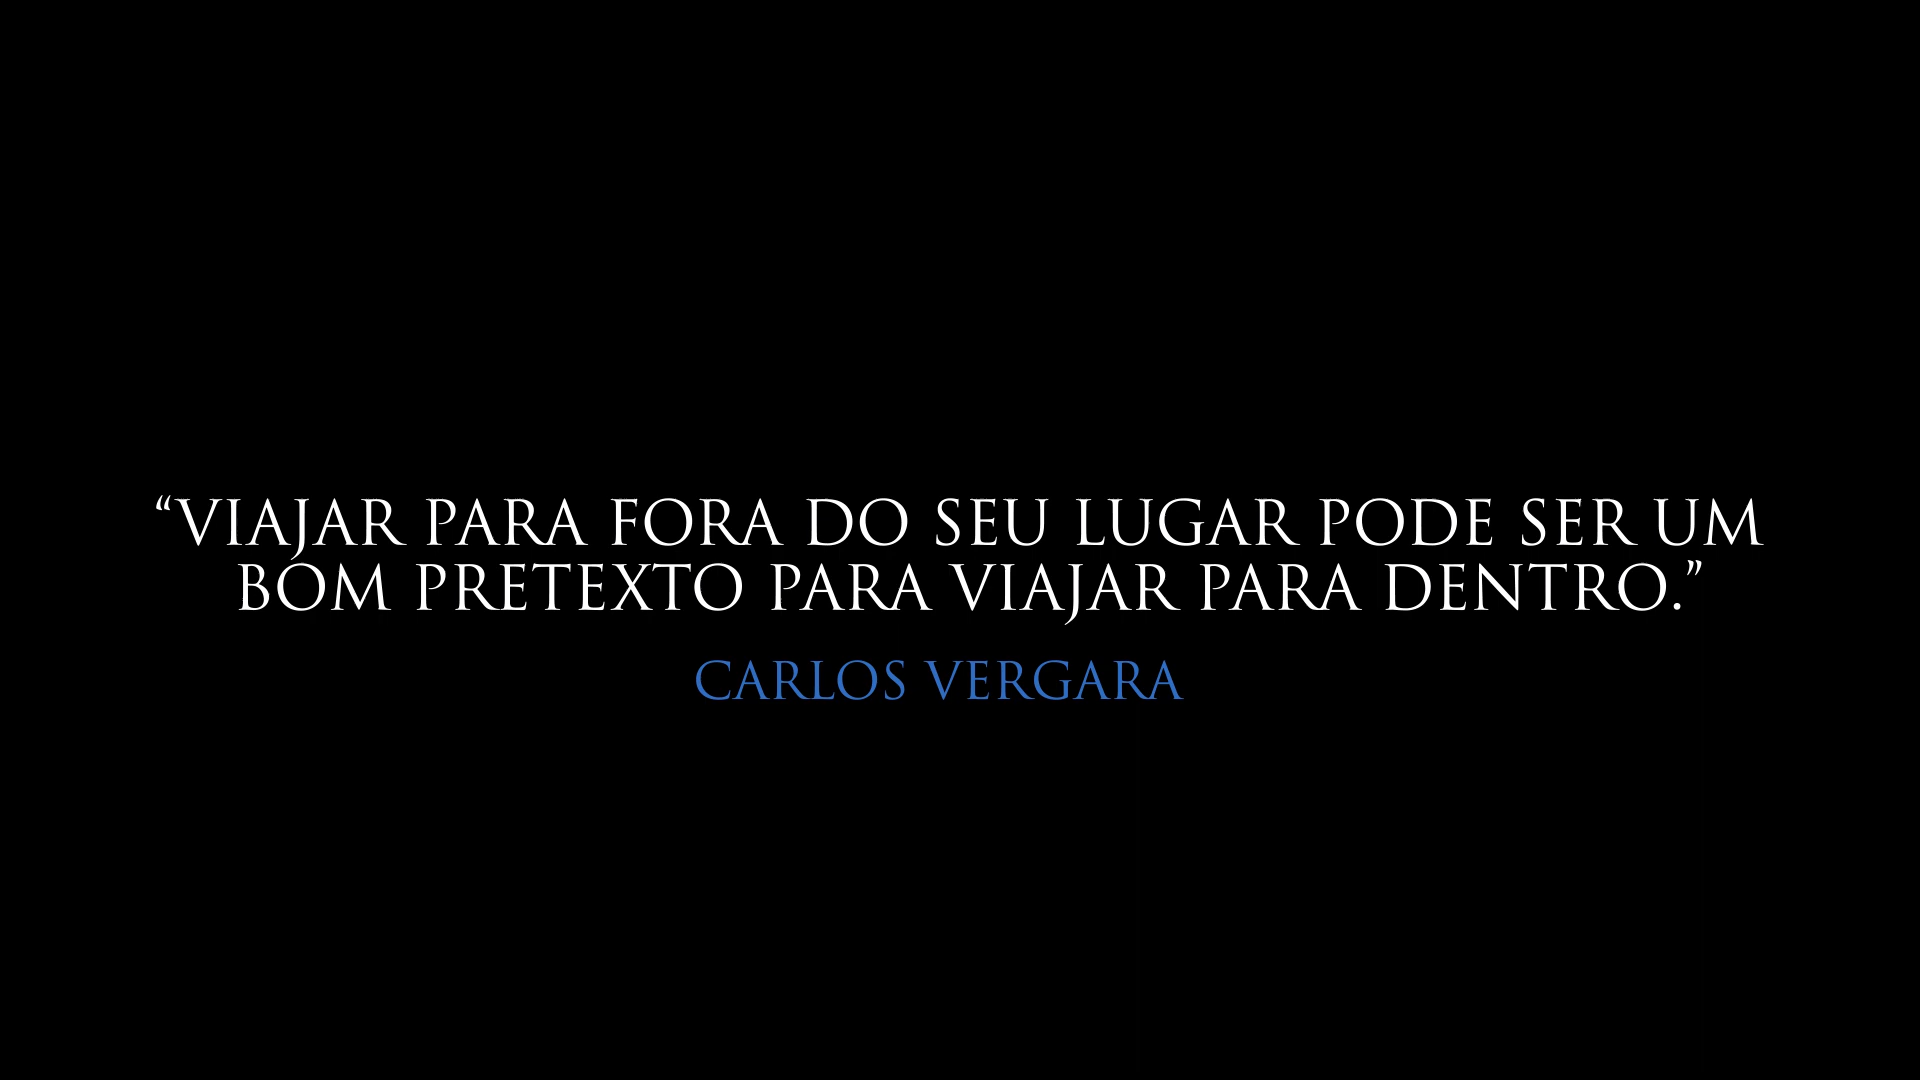 “VIAJAR PARA FORA DO SEU LUGAR PODE SER UM
BOM PRETEXTO PARA VIAJAR PARA DENTRO.”
CARLOS VERGARA